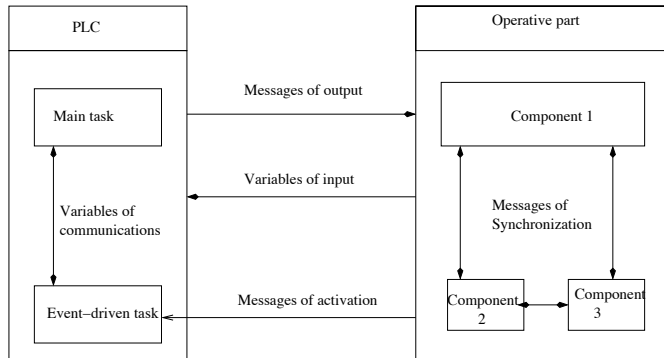 PLC
Operative part
Main task
Messages of output
Component 1
Variables of input
Variables of
communications
Messages of
Synchronization
Event-driven task
Messages of activation
Component
2
Component
3